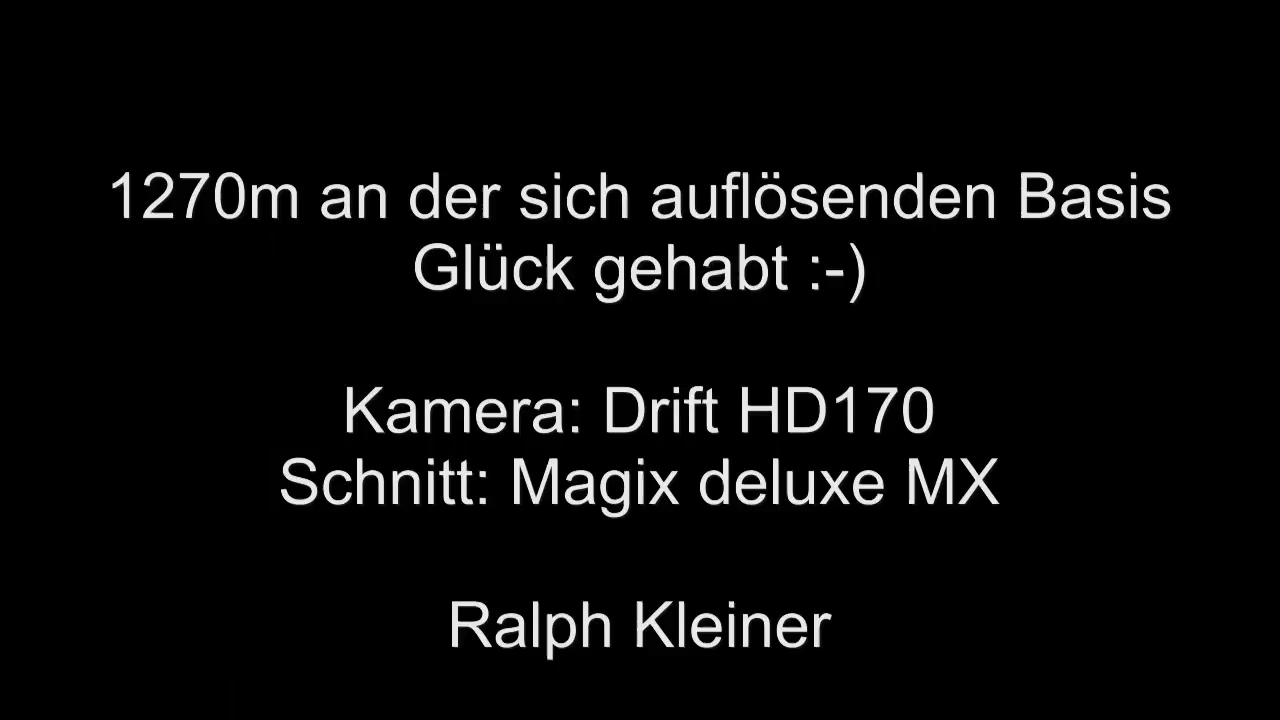 1270m an der sich auflösenden Basis
Glück gehabt :-)
Kamera: Drift HD170
Schnitt: Magix deluxe MX
Ralph Kleiner